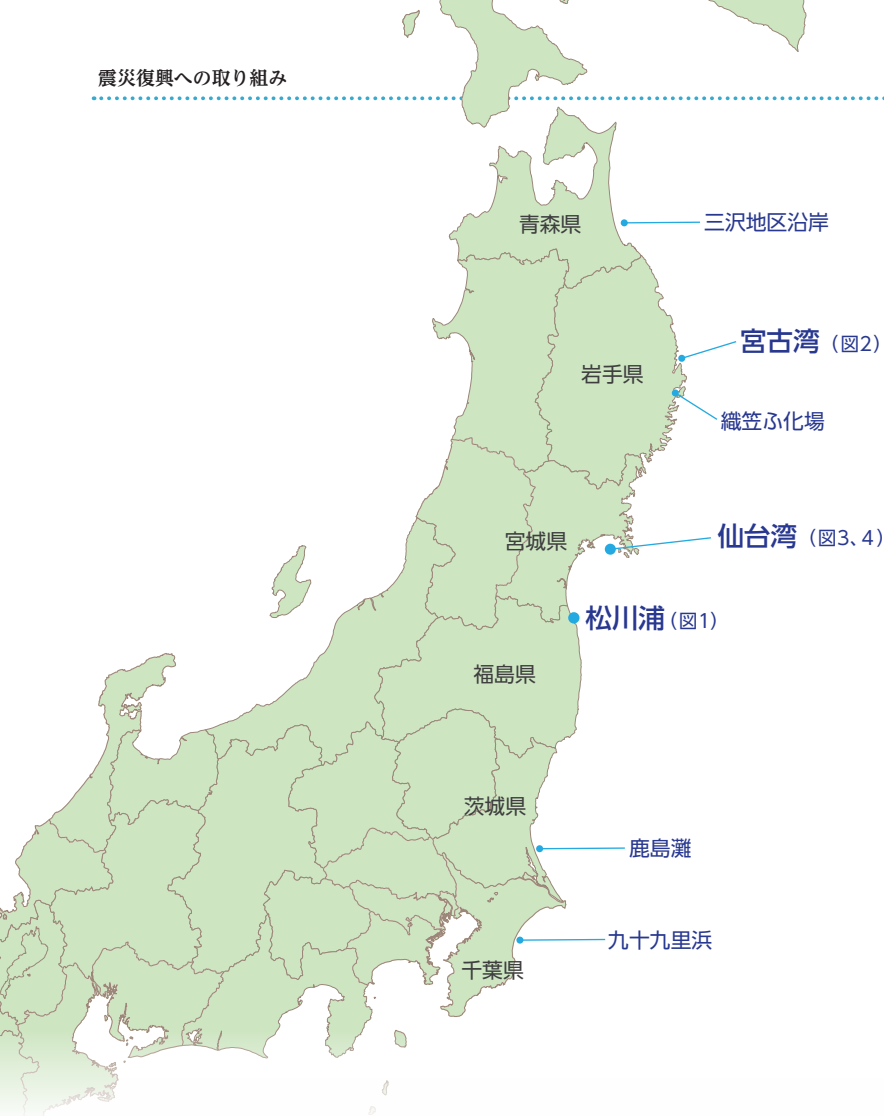 震災復興への取り組み
青森県
三沢地区沿岸
宮古湾（図2）
岩手県
織笠ふ化場
仙台湾（図3、4）
宮城県
松川浦（図1）
福島県
茨城県
鹿島灘
九十九里浜
千葉県